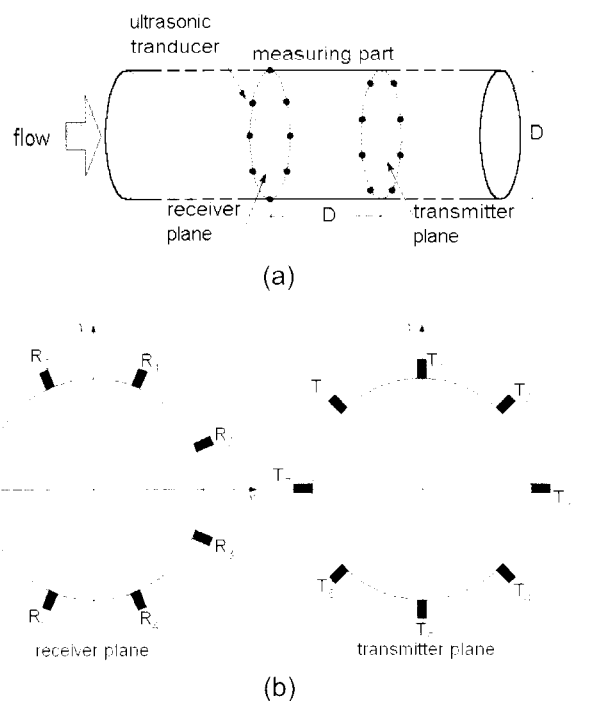 ultrasonic
tranducer
measuring part
flow
D
receiver
plane
D
transmitter
plane
(a)
R
R
T
T
T
R
T
T
R
T
T
R
R
T
receiver plane
transmitter plane
(b)